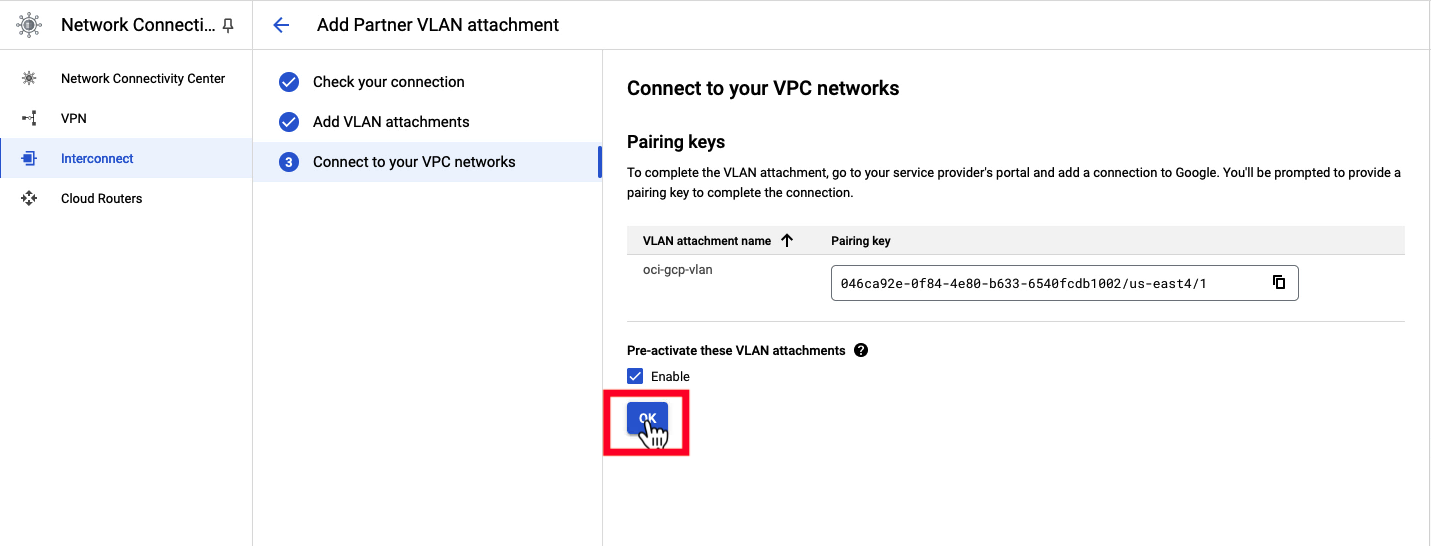 Network Connecti...
Add Partner VLAN attachment
Network Connectivity Center
VPN
Interconnect
Cloud Routers
Check your connection
Add VLAN attachments
3 Connect to your VPC networks
Connect to your VPC networks
Pairing keys
To complete the VLAN attachment, go to your service provider's portal and add a connection to Google. You'll be prompted to provide a
pairing key to complete the connection.
VLAN attachment name Pairing key
oci-gcp-vlan 046ca92e-0f84-4e80-b633-6540fcdb1002/us-east4/1
Pre-activate these VLAN attachments ?
Enable
OK